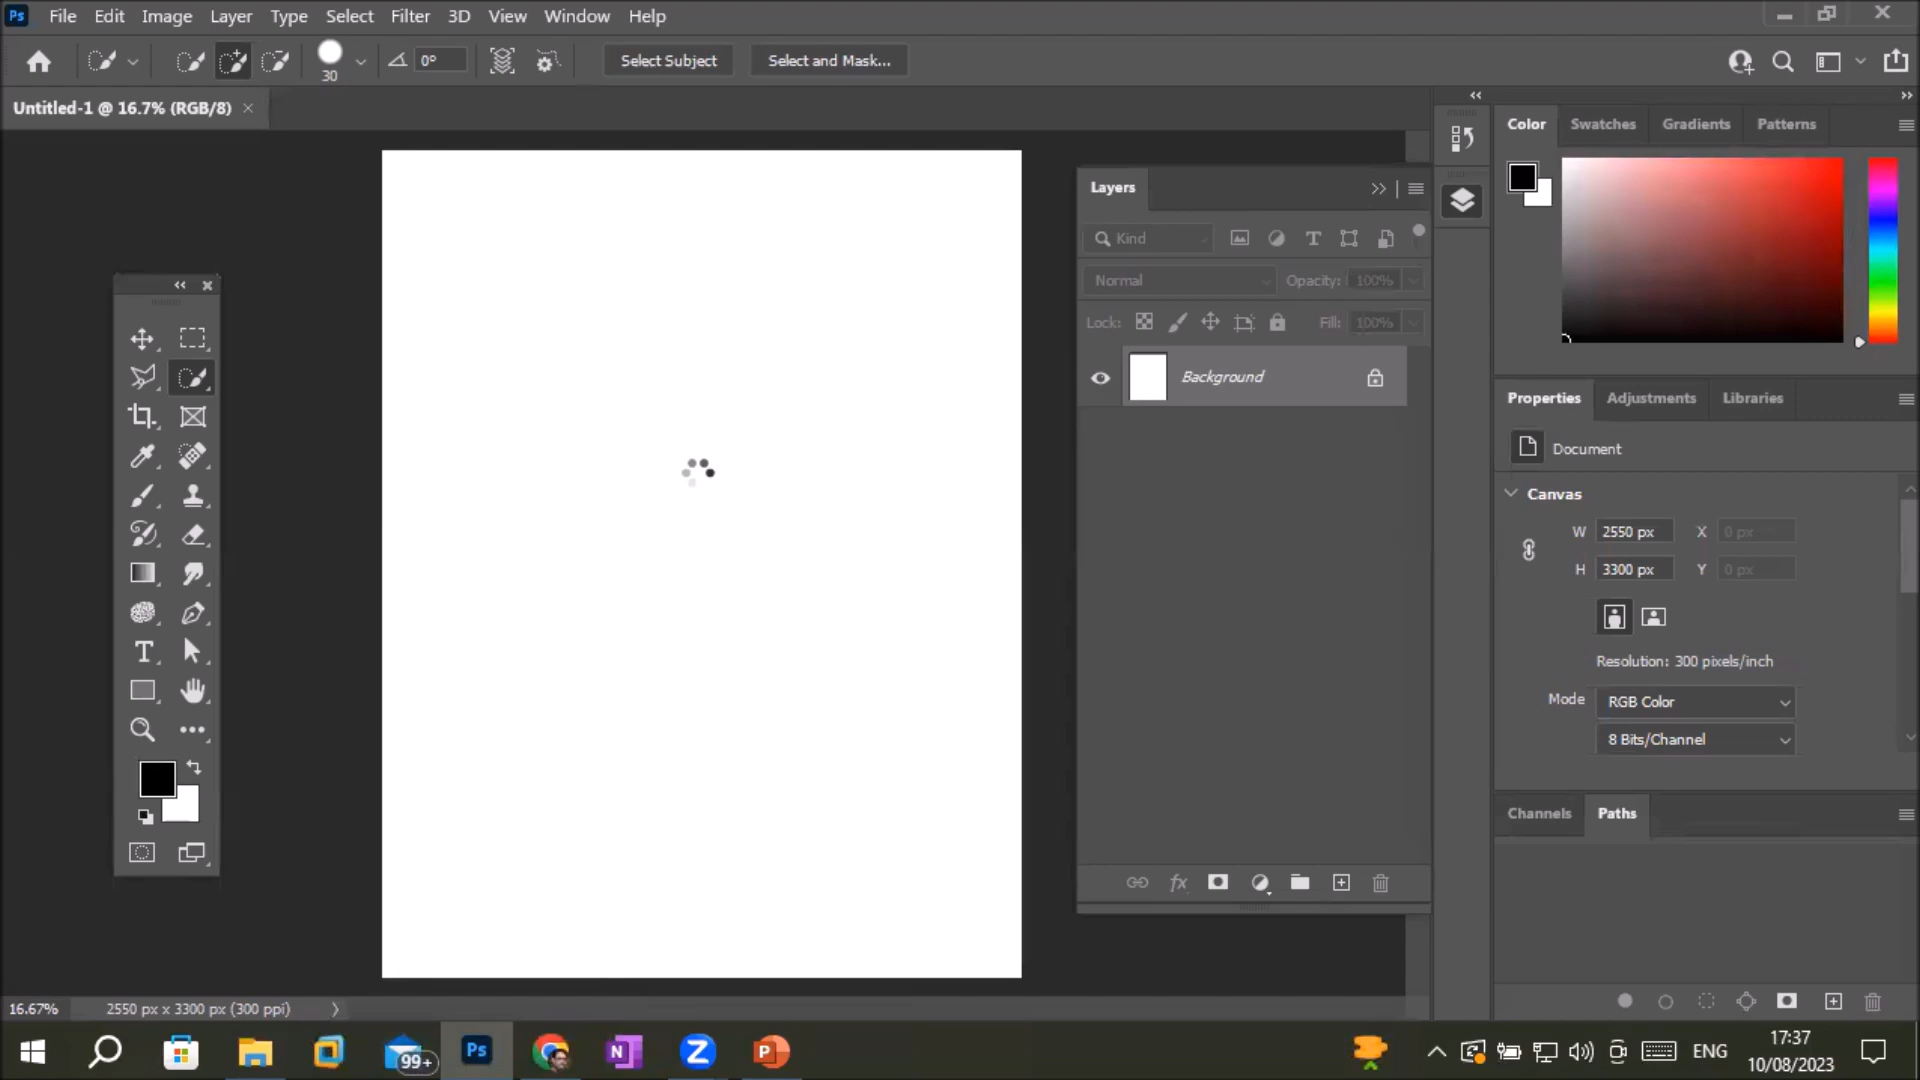 Ps File Edit Image Layer Type Select Filter 3D View Window Help
30
0°
Select Subject
Select and Mask...
Untitled-1 @ 16.7% (RGB/8) ×
Layers
Kind
Normal
Opacity: 100%
Lock:
Fill: 100%
Background
fx
Color Swatches Gradients Patterns
Properties Adjustments Libraries
Document
Canvas
W 2550 px X 0 px
H 3300 px Y 0 px
Resolution: 300 pixels/inch
Mode RGB Color
8 Bits/Channel
Channels Paths
16.67% 2550 px x 3300 px (300 ppi)
99+
Ps
N
Z
P
ENG
17:37
10/08/2023